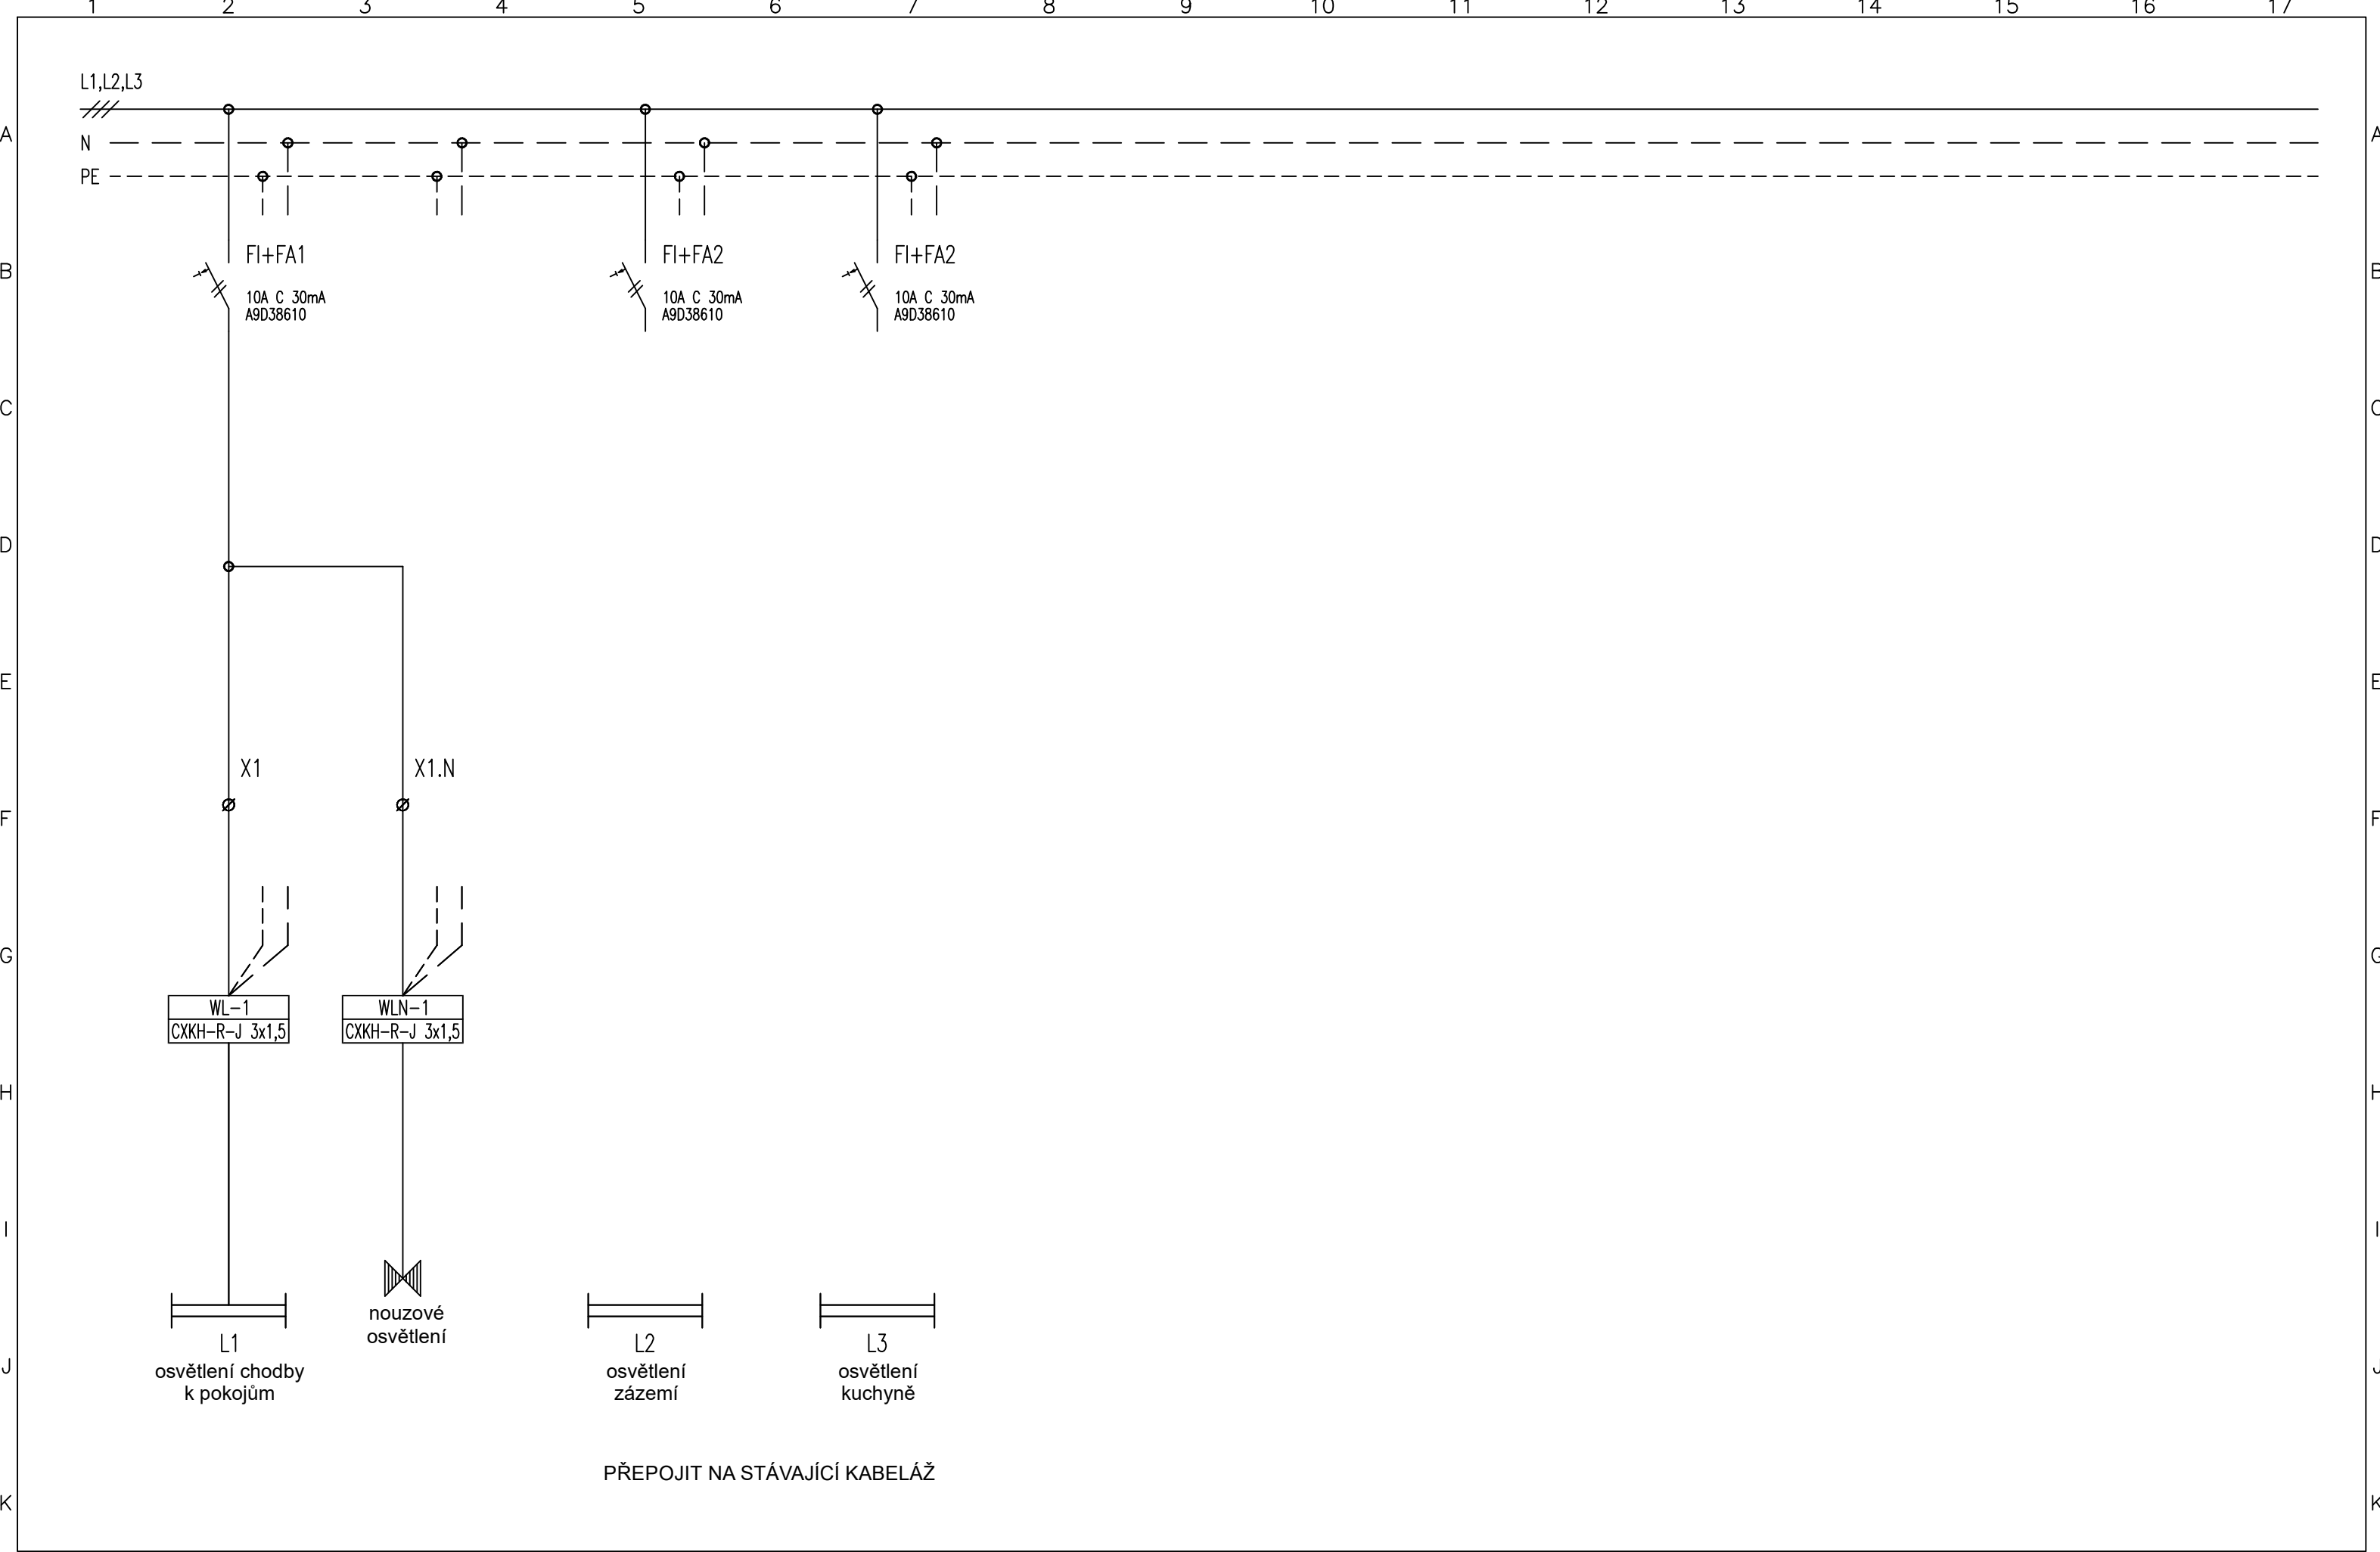 1 2 3 4 5 6 7 8 9 10 11 12 13 14 15 16 17
L1,L2,L3
A A
N
PE
FI+FA1 FI+FA2 FI+FA2
B B
10A C 30mA 10A C 30mA 10A C 30mA
A9D38610 A9D38610 A9D38610
C C
D D
E E
X1 X1.N
F F
G G
WL-1 WLN-1
CXKH-R-J 3x1,5 CXKH-R-J 3x1,5
H H
I I
nouzové
osvětlení
L1 L2 L3
J J
osvětlení chodby osvětlení osvětlení
k pokojům zázemí kuchyně
PŘEPOJIT NA STÁVAJÍCÍ KABELÁŽ
K K